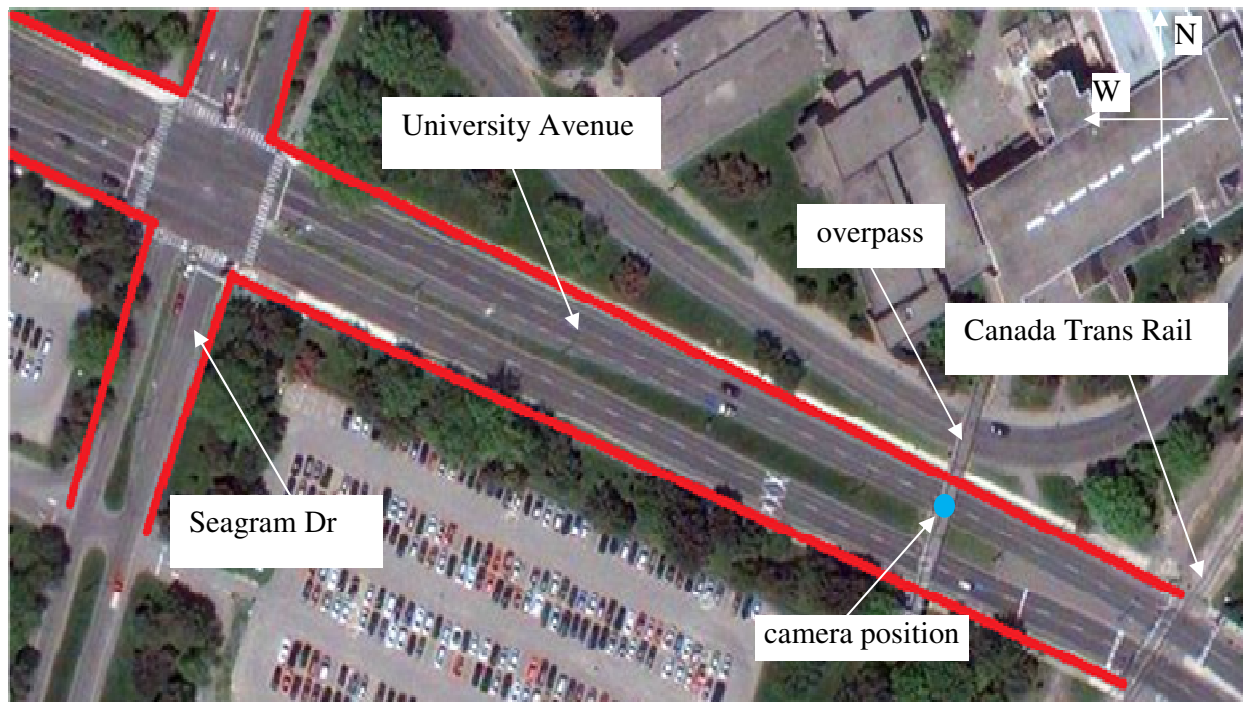 N
W
University Avenue
overpass
Canada Trans Rail
Seagram Dr
camera position